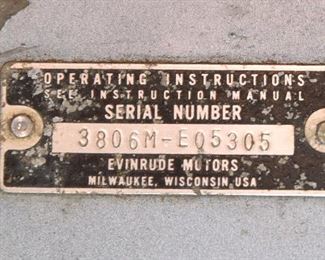 OPERATING INSTRUCTIONS
SEE INSTRUCTION MANUAL
SERIAL NUMBER
3806M-E05305
EVINRUDE MOTORS
MILWAUKEE, WISCONSIN, USA